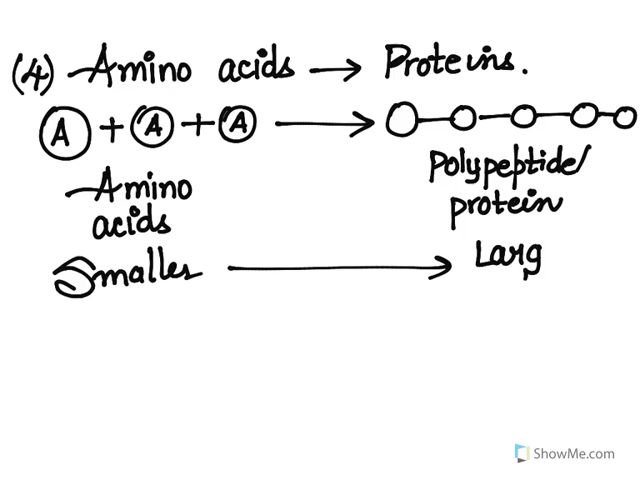 (4) Amino acids → Proteins.
A + A + A →
Polypeptide/
protein
Amino
acids
Smaller → Larg
ShowMe.com